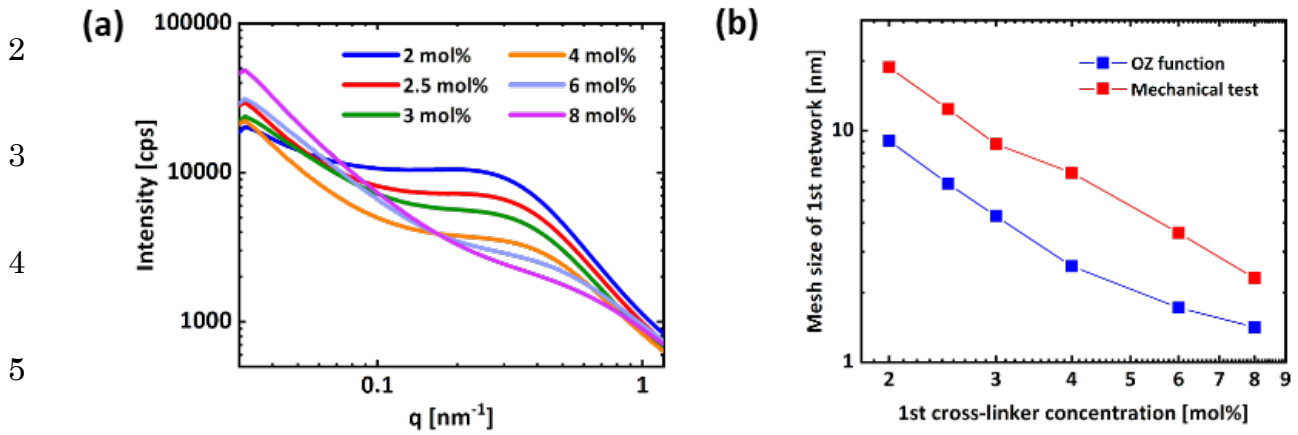 2
3
4
5
(a)
100000
10000
1000
Intensity [cps]
2 mol%
2.5 mol%
3 mol%
4 mol%
6 mol%
8 mol%
0.1
1
q [nm⁻¹]
(b)
Mesh size of 1st network [nm]
10
1
OZ function
Mechanical test
2 3 4 5 6 7 8 9
1st cross-linker concentration [mol%]